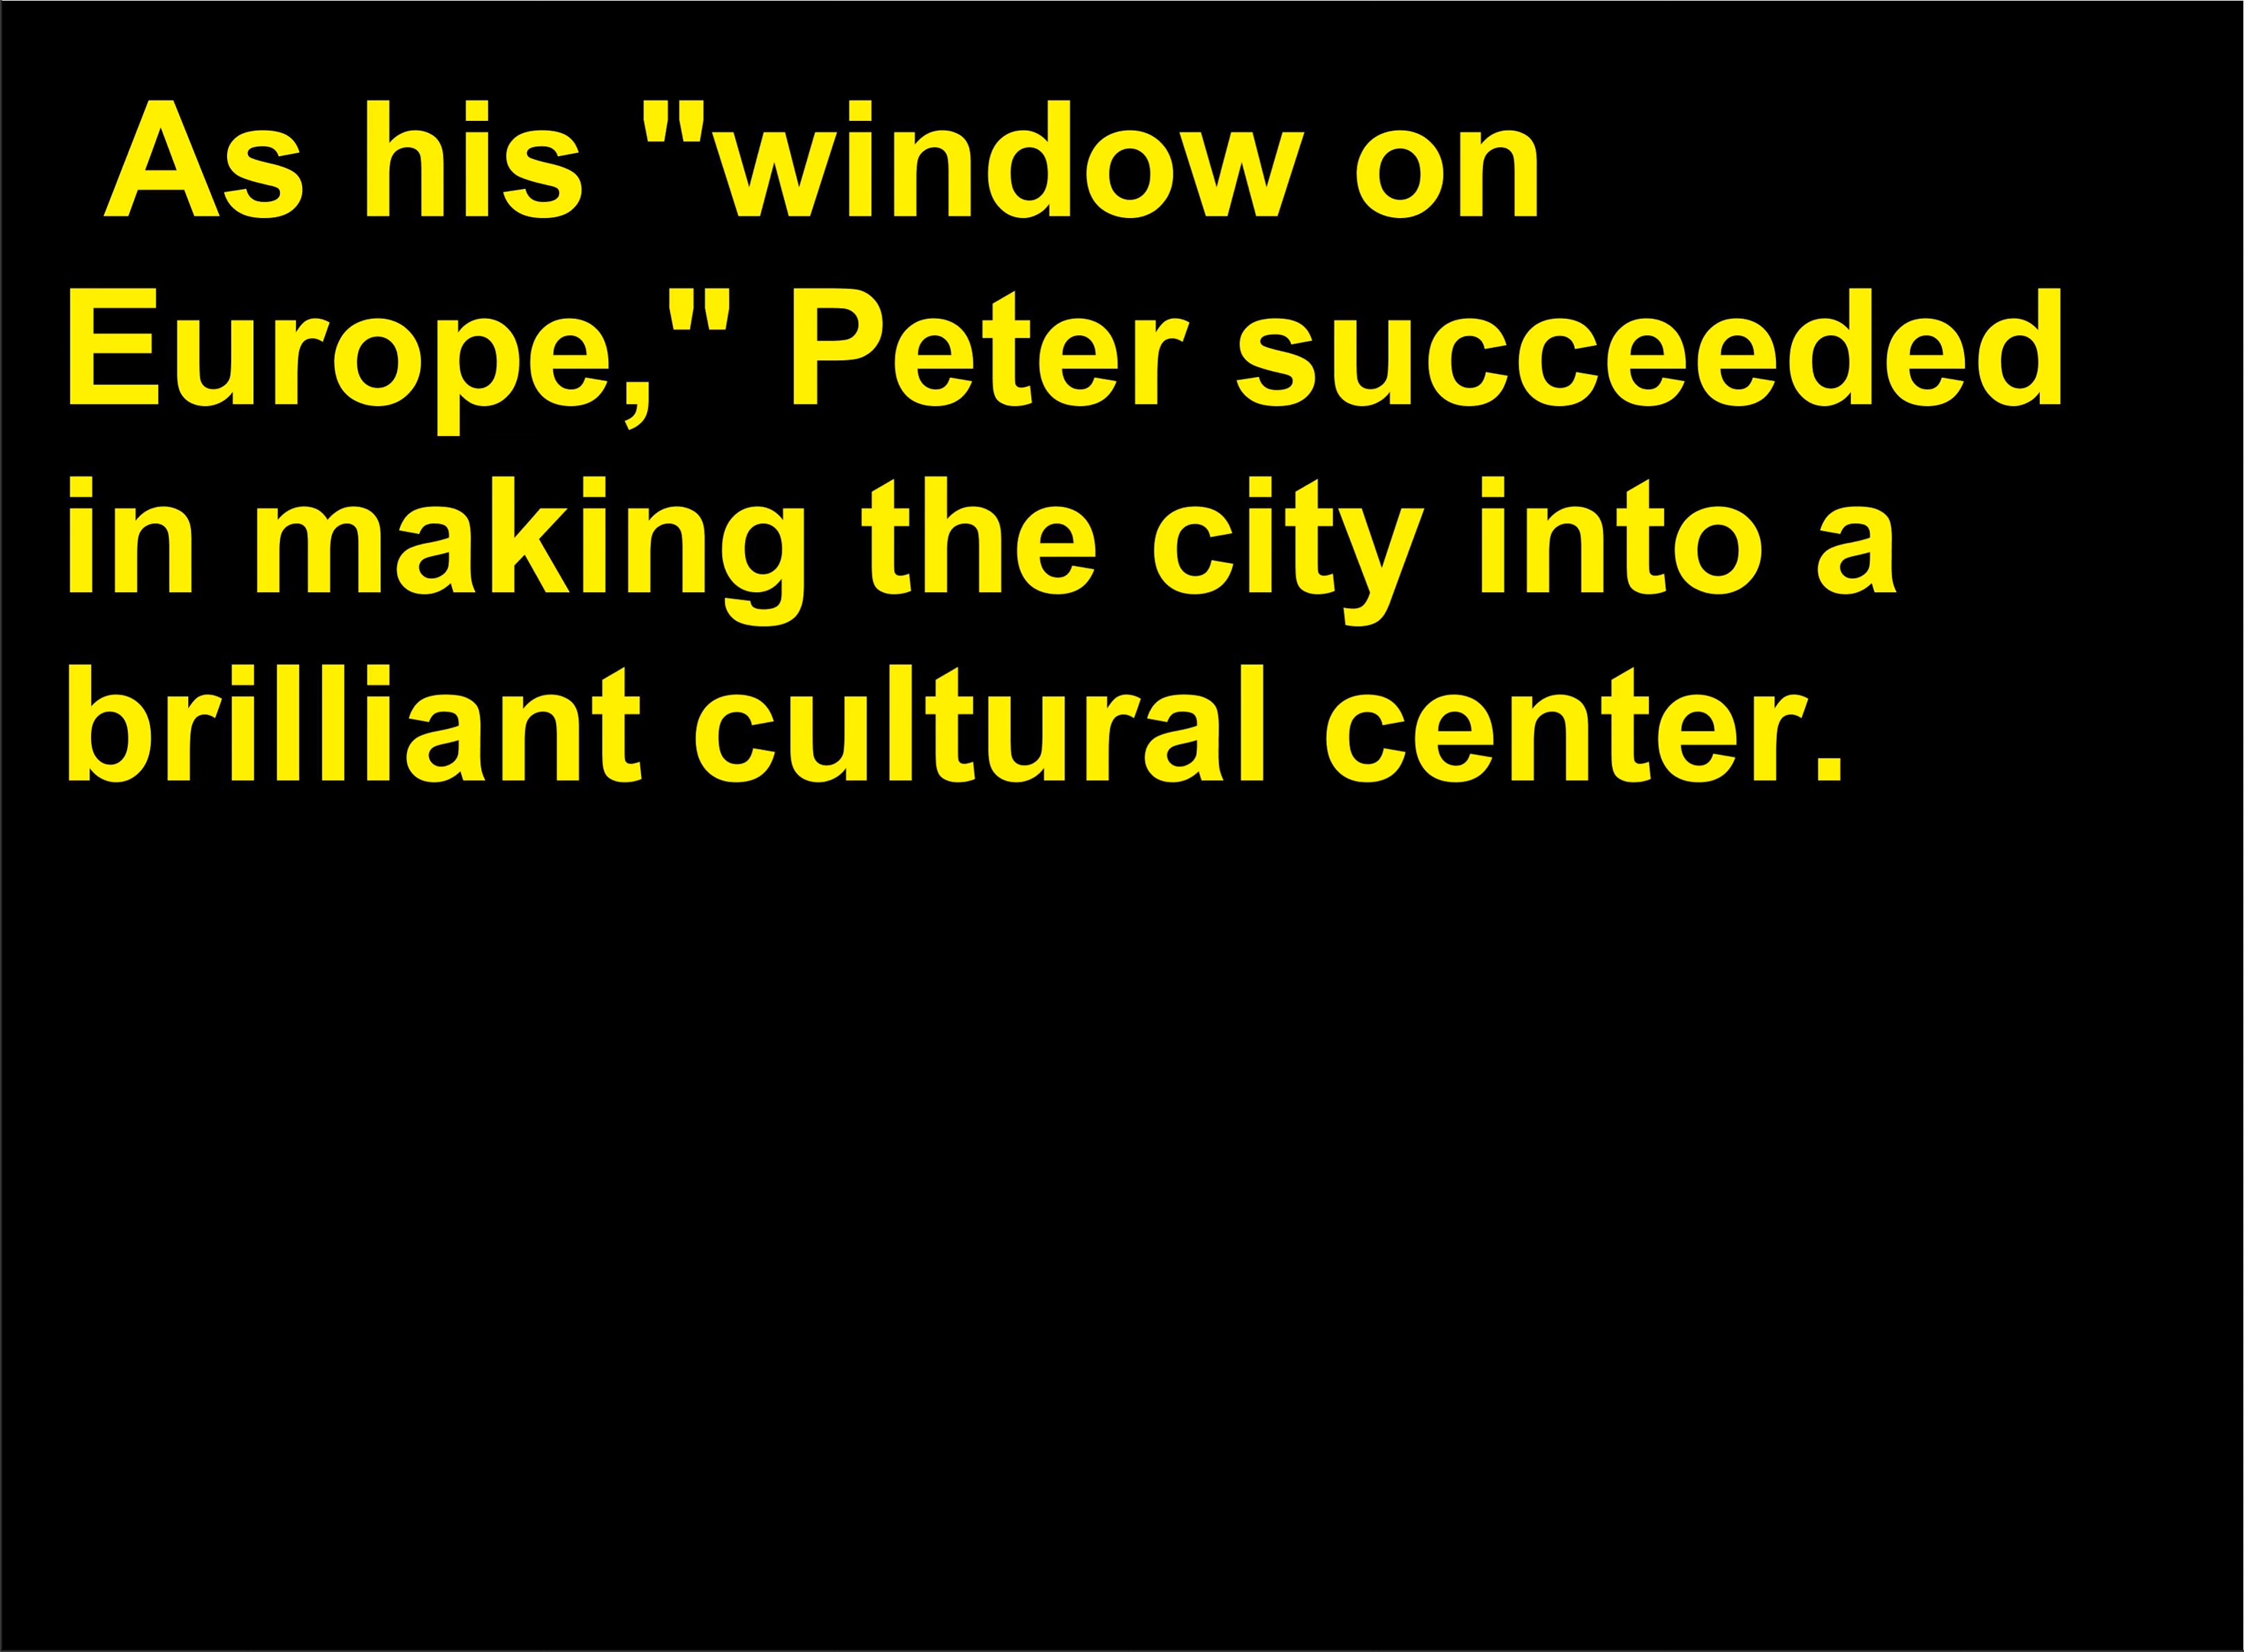 As his "window on
Europe," Peter succeeded
in making the city into a
brilliant cultural center.